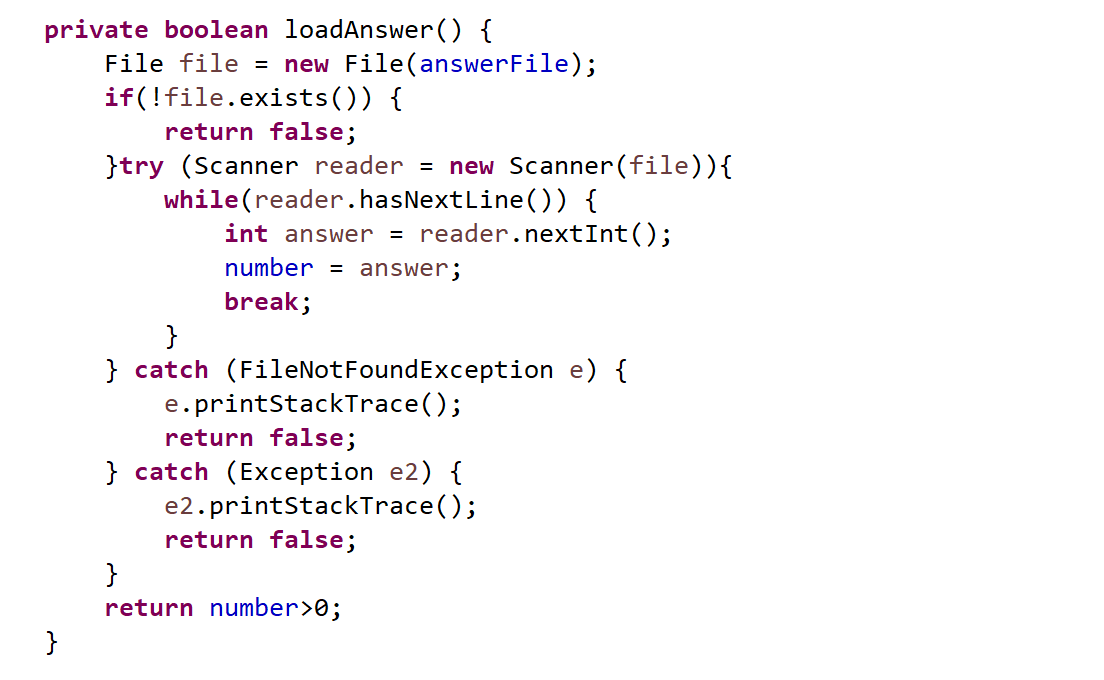 private boolean loadAnswer() {
    File file = new File(answerFile);
    if(!file.exists()) {
        return false;
    }try (Scanner reader = new Scanner(file)){
        while(reader.hasNextLine()) {
            int answer = reader.nextInt();
            number = answer;
            break;
        }
    } catch (FileNotFoundException e) {
        e.printStackTrace();
        return false;
    } catch (Exception e2) {
        e2.printStackTrace();
        return false;
    }
    return number>0;
}